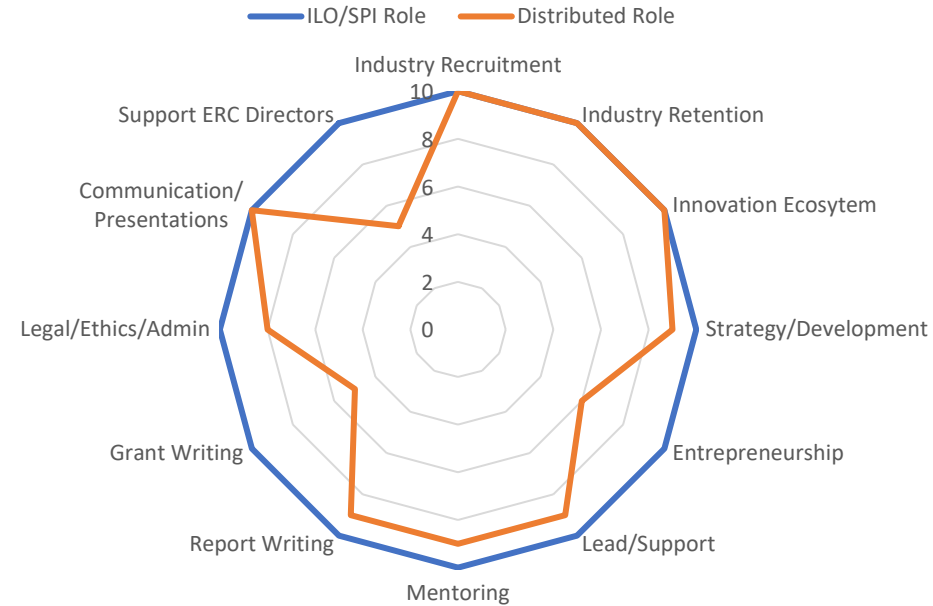 ILO/SPI Role
Distributed Role
Industry Recruitment
Industry Retention
Innovation Ecosytem
Strategy/Development
Entrepreneurship
Lead/Support
Mentoring
Report Writing
Grant Writing
Legal/Ethics/Admin
Communication/
Presentations
Support ERC Directors
10
8
6
4
2
0